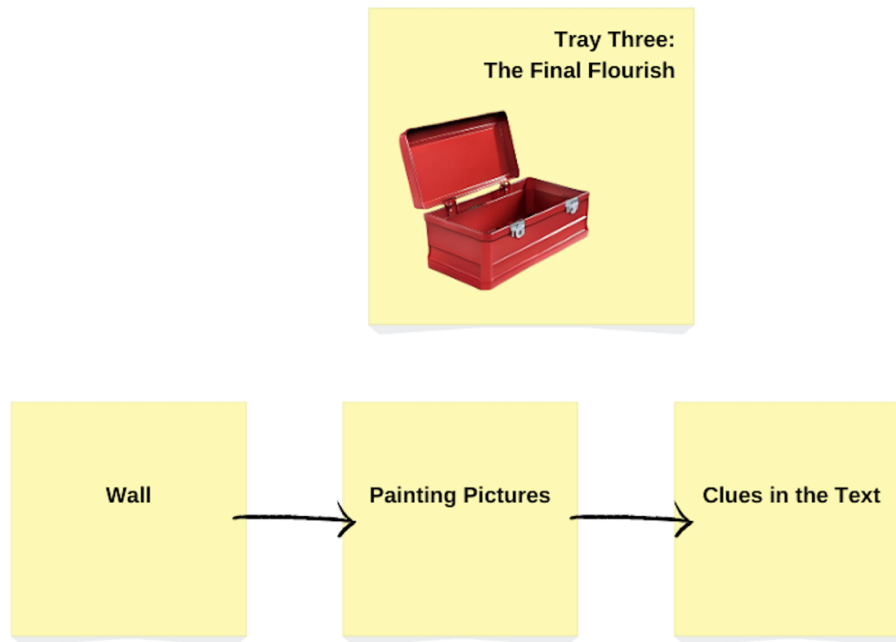 Tray Three:
The Final Flourish
Wall
Painting Pictures
Clues in the Text